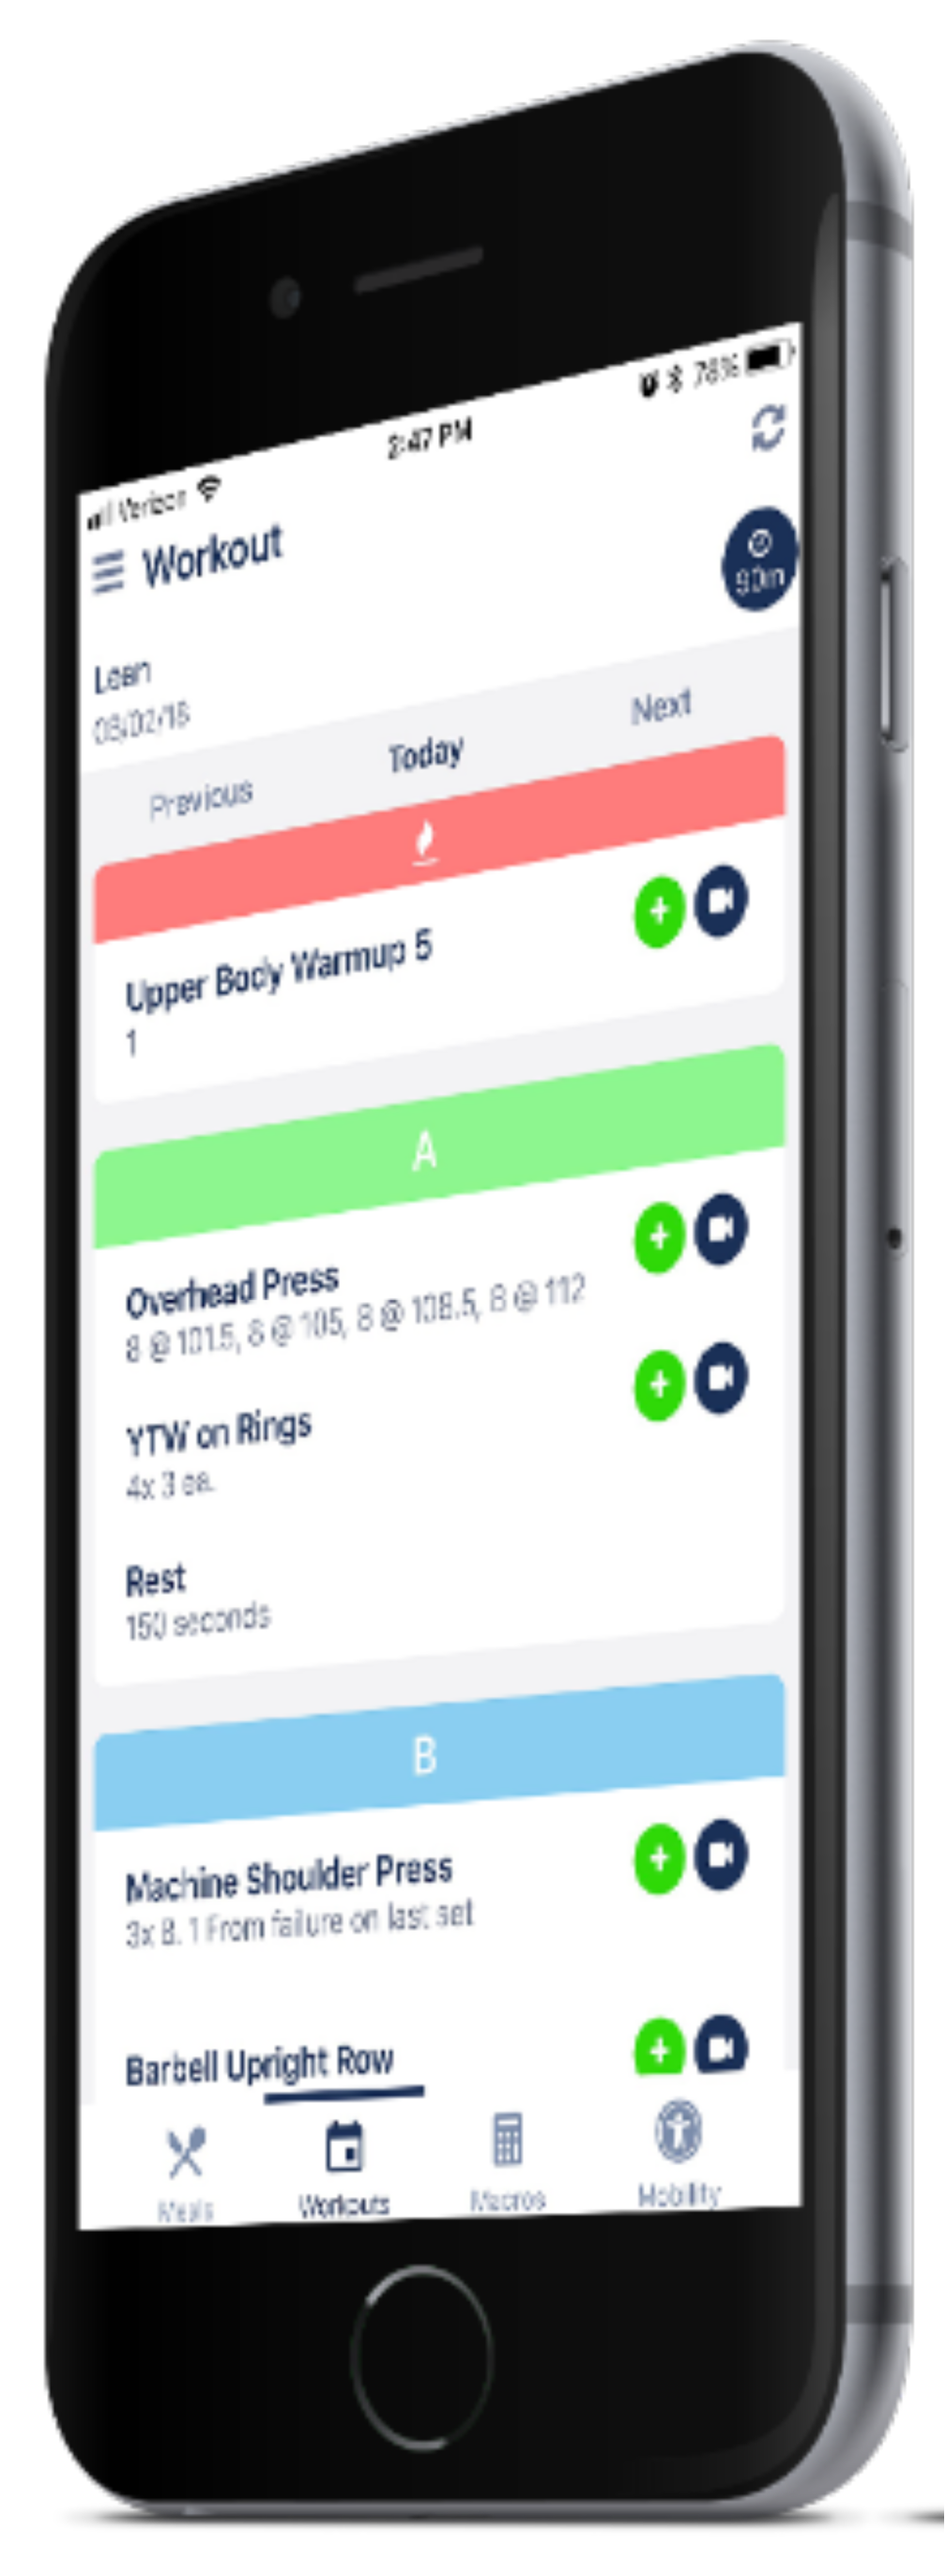 Verizon 2:47 PM 78%
Workout
90m
Lean
08/02/18
Previous Today Next
Upper Body Warmup 5
1
A
Overhead Press
8 @ 101.5, 8 @ 105, 8 @ 108.5, 8 @ 112
YTW on Rings
4x 3 ea.
Rest
150 seconds
B
Machine Shoulder Press
3x 8. 1 From failure on last set
Barbell Upright Row
Meals Workouts Macros Mobility